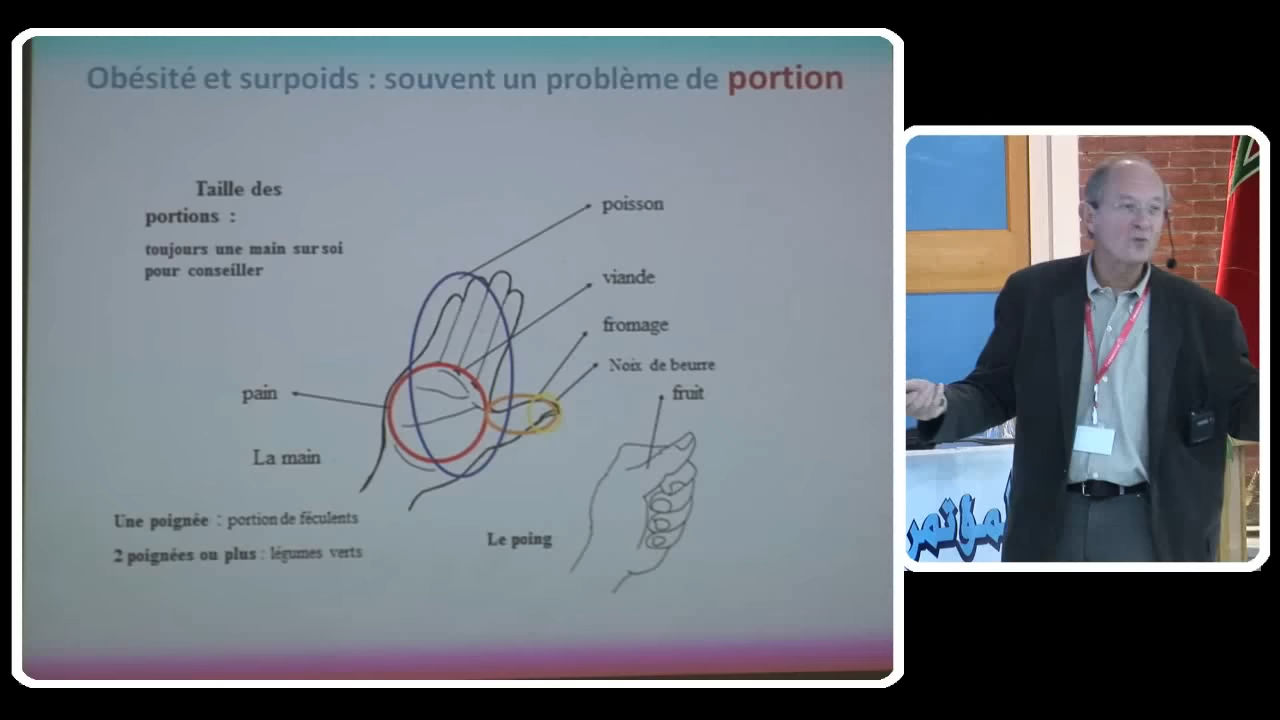 Obésité et surpoids : souvent un problème de portion
Taille des
portions :
toujours une main sur soi
pour conseiller
poisson
viande
fromage
Noix de beurre
fruit
pain
La main
Une poignée : portion de féculents
2 poignées ou plus : légumes verts
Le poing
لمؤتمر